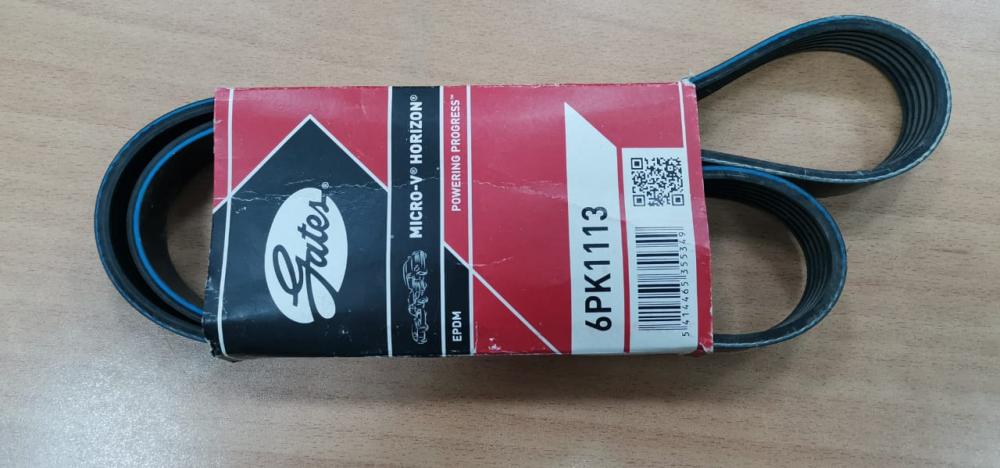 Gates®
MICRO-V® HORIZON®
POWERING PROGRESS™
EPDM
6PK1113
5 414465 355349